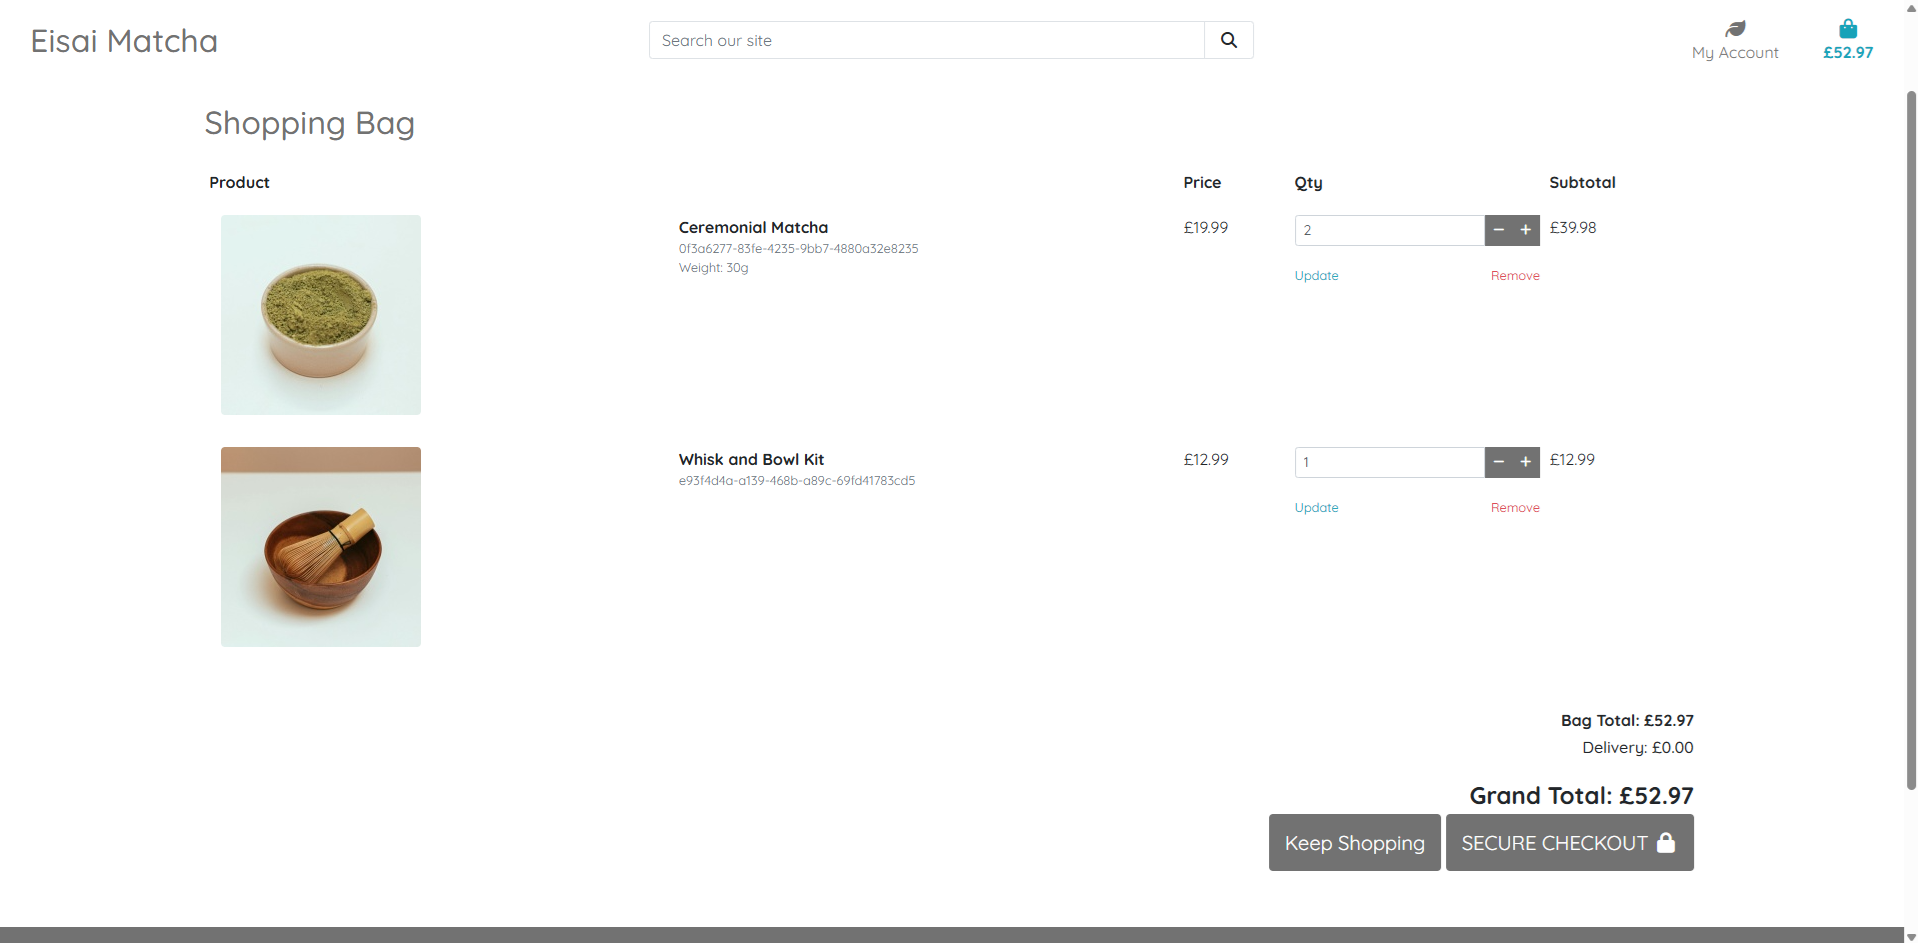 Eisai Matcha
Search our site
My Account
£52.97
Shopping Bag
Product Price Qty Subtotal
Ceremonial Matcha £19.99 2 − + £39.98
0f3a6277-83fe-4235-9bb7-4880a32e8235
Weight: 30g
Update Remove
Whisk and Bowl Kit £12.99 1 − + £12.99
e93f4d4a-a139-468b-a89c-69fd41783cd5
Update Remove
Bag Total: £52.97
Delivery: £0.00
Grand Total: £52.97
Keep Shopping SECURE CHECKOUT